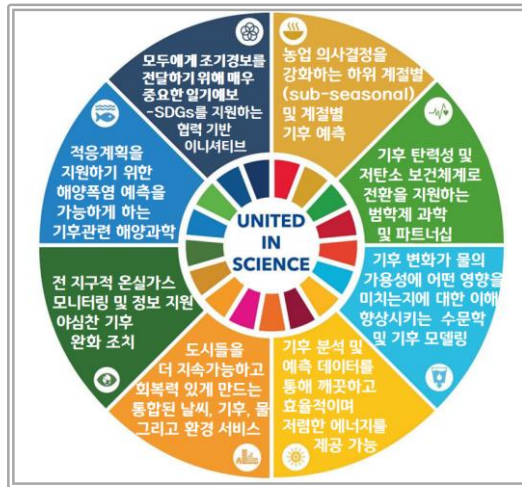 모두에게 조기경보를
전달하기 위해 매우
중요한 일기예보
-SDGs를 지원하는
협력 기반
이니셔티브
농업 의사결정을
강화하는 하위 계절별
(sub-seasonal)
및 계절별
기후 예측
기후 탄력성 및
저탄소 보건체계로
전환을 지원하는
범학제 과학
및 파트너십
기후 변화가 물의
가용성에 어떤 영향을
미치는지에 대한 이해
향상시키는 수문학
및 기후 모델링
기후 분석 및
예측 데이터를
통해 깨끗하고
효율적이며
저렴한 에너지를
제공 가능
도시들을
더 지속가능하고
회복력 있게 만드는
통합된 날씨, 기후, 물
그리고 환경 서비스
전 지구적 온실가스
모니터링 및 정보 지원
야심찬 기후
완화 조치
적응계획을
지원하기 위한
해양폭염 예측을
가능하게 하는
기후관련 해양과학
UNITED
IN
SCIENCE